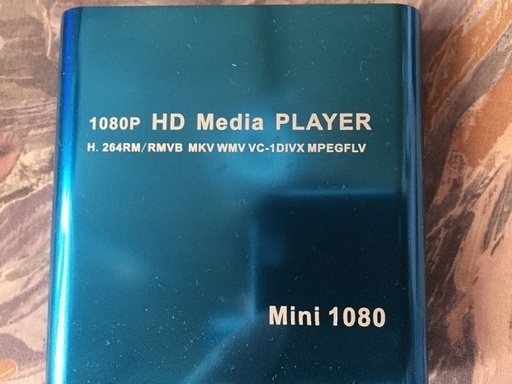 1080P HD Media PLAYER
H. 264RM/RMVB MKV WMV VC-1DIVX MPEGFLV
Mini 1080